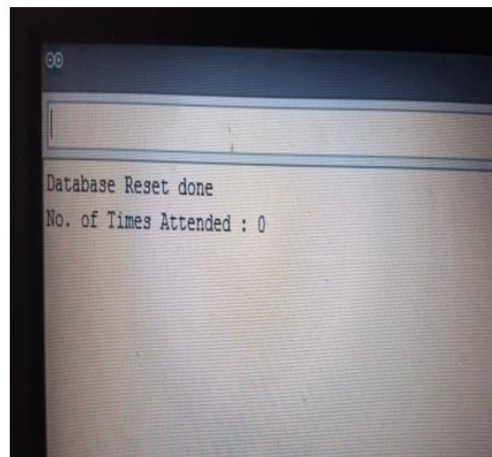 Database Reset done
No. of Times Attended : 0